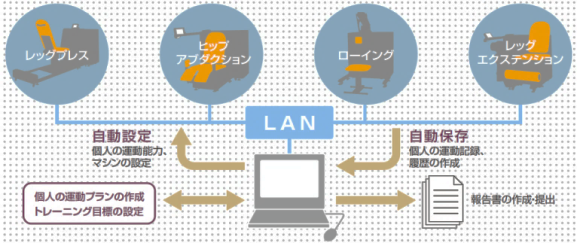 レッグプレス
ヒップ
アブダクション
ローイング
レッグ
エクステンション
LAN
自動設定
個人の運動能力、
マシンの設定
自動保存
個人の運動記録、
履歴の作成
個人の運動プランの作成
トレーニング目標の設定
報告書の作成・提出